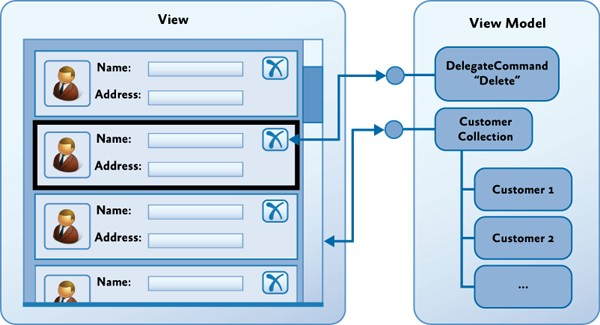 View
Name:
Address:
Name:
Address:
Name:
Address:
Name:
View Model
DelegateCommand
“Delete”
Customer
Collection
Customer 1
Customer 2
...